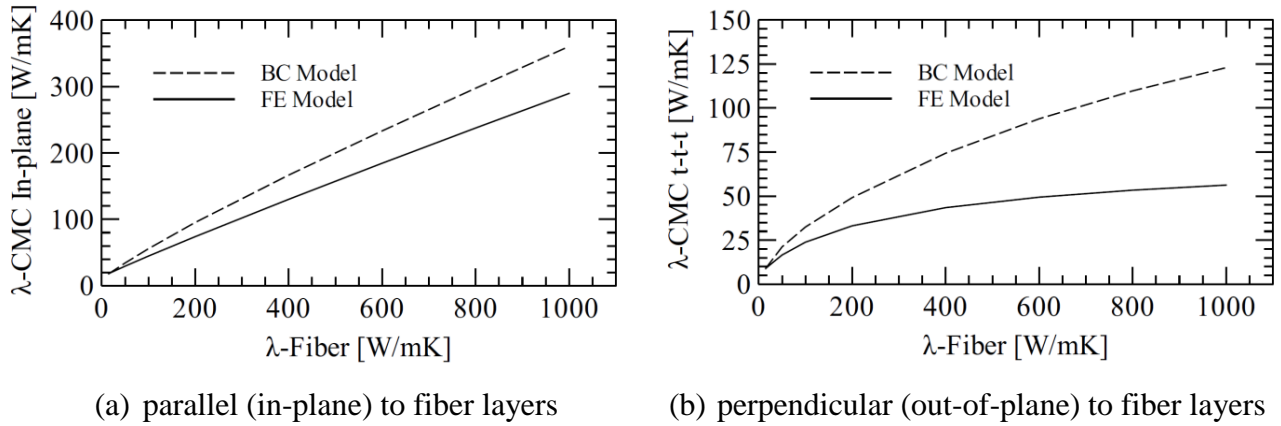 400
300
200
100
0
λ-CMC In-plane [W/mK]
BC Model
FE Model
0 200 400 600 800 1000
λ-Fiber [W/mK]
(a) parallel (in-plane) to fiber layers
150
125
100
75
50
25
0
λ-CMC t-t-t [W/mK]
BC Model
FE Model
0 200 400 600 800 1000
λ-Fiber [W/mK]
(b) perpendicular (out-of-plane) to fiber layers